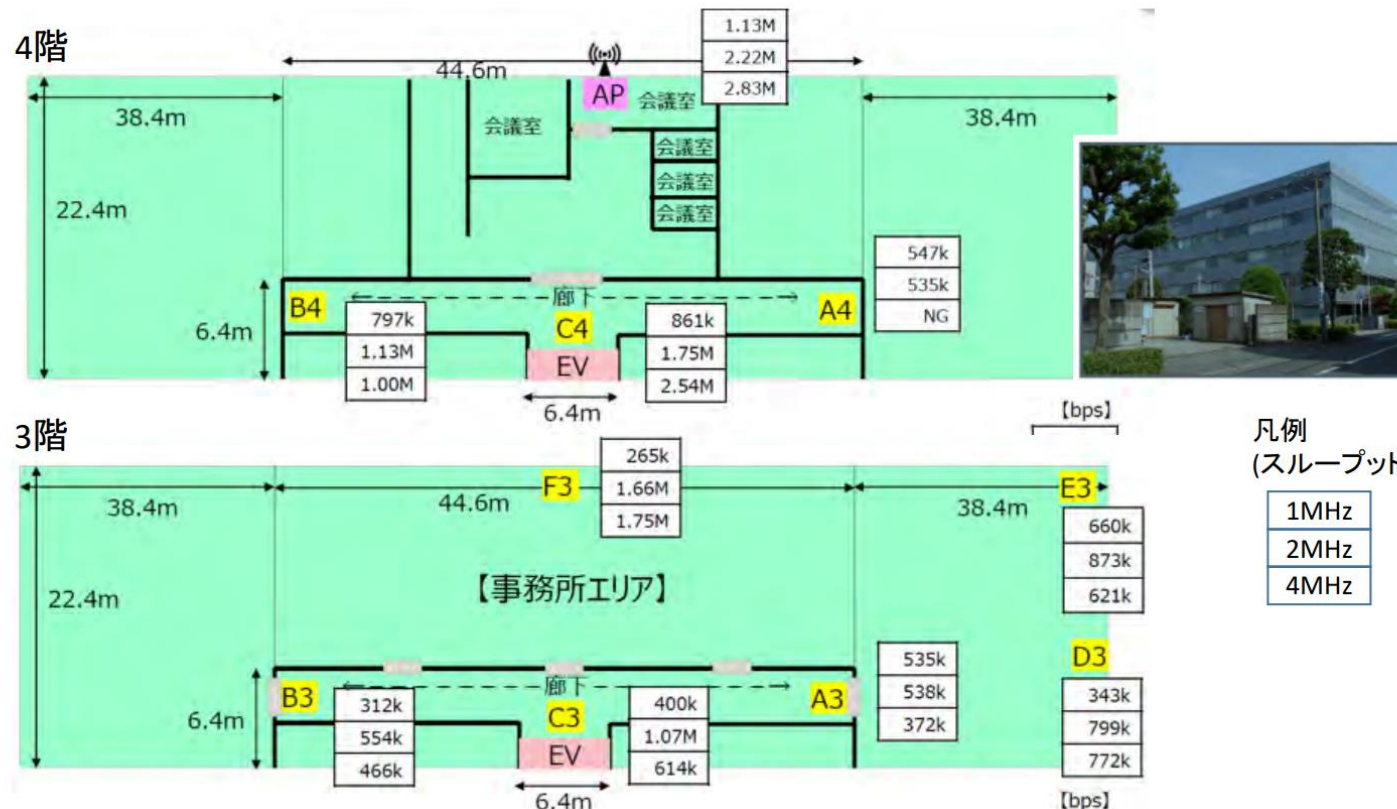 4階
44.6m
1.13M
2.22M
2.83M
AP
会議室
38.4m
会議室
38.4m
会議室
会議室
会議室
22.4m
547k
535k
NG
廊下
B4
A4
6.4m
797k
1.13M
1.00M
C4
861k
1.75M
2.54M
EV
6.4m
【bps】
3階
凡例
(スループット
1MHz
2MHz
4MHz
265k
1.66M
1.75M
F3
E3
38.4m
44.6m
38.4m
660k
873k
621k
【事務所エリア】
22.4m
535k
538k
372k
D3
廊下
B3
A3
6.4m
312k
554k
466k
C3
400k
1.07M
614k
343k
799k
772k
EV
6.4m
【bps】